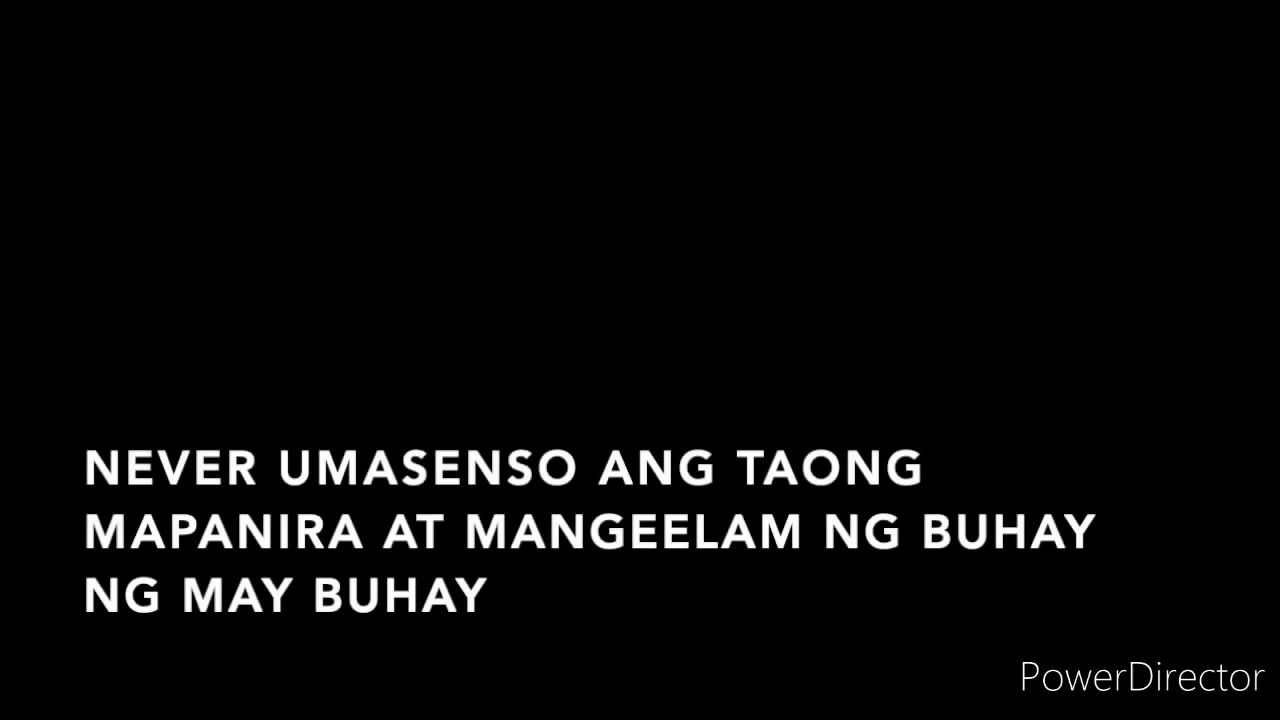 NEVER UMASENSO ANG TAONG
MAPANIRA AT MANGEELAM NG BUHAY
NG MAY BUHAY
PowerDirector